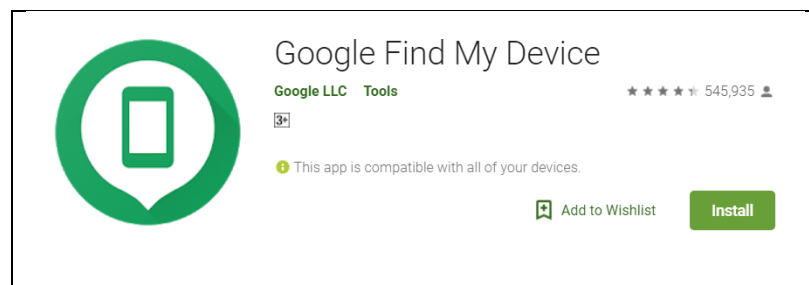 Google Find My Device
Google LLC Tools 545,935
3+
This app is compatible with all of your devices.
Add to Wishlist Install